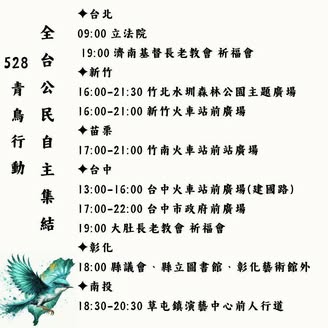 528 青鳥行動
全台公民自主集結
✦台北
09:00 立法院
19:00 濟南基督長老教會 祈福會
✦新竹
16:00-21:30 竹北水圳森林公園主題廣場
16:00-21:00 新竹火車站前廣場
✦苗栗
17:00-21:00 竹南火車站前站廣場
✦台中
13:00-16:00 台中火車站前廣場(建國路)
17:00-22:00 台中市政府前廣場
19:00 大肚長老教會 祈福會
✦彰化
18:00 縣議會·縣立圖書館·彰化藝術館外
✦南投
18:30-20:30 草屯鎮演藝中心前人行道